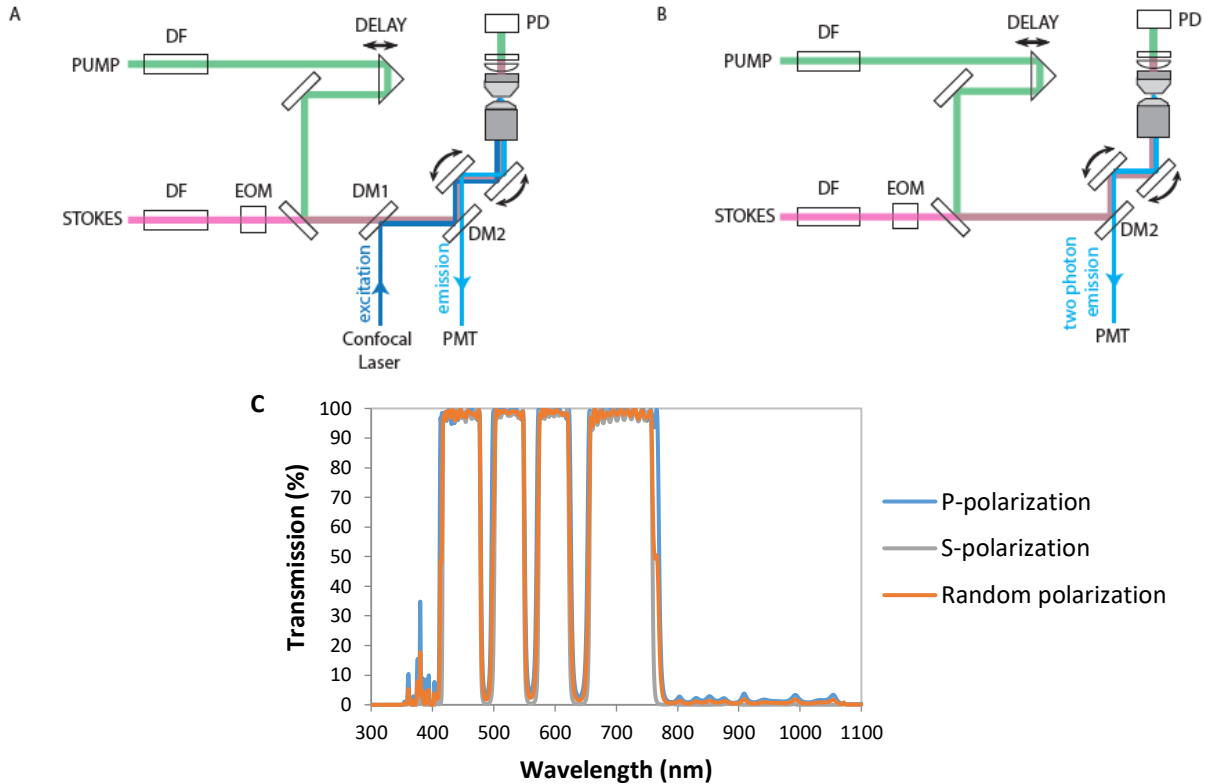 A
DF
DELAY
PD
PUMP
DF
EOM
DM1
STOKES
DM2
excitation
emission
Confocal
Laser
PMT
B
DF
DELAY
PD
PUMP
DF
EOM
STOKES
DM2
two photon
emission
PMT
C
Transmission (%)
100
90
80
70
60
50
40
30
20
10
0
300 400 500 600 700 800 900 1000 1100
Wavelength (nm)
P-polarization
S-polarization
Random polarization